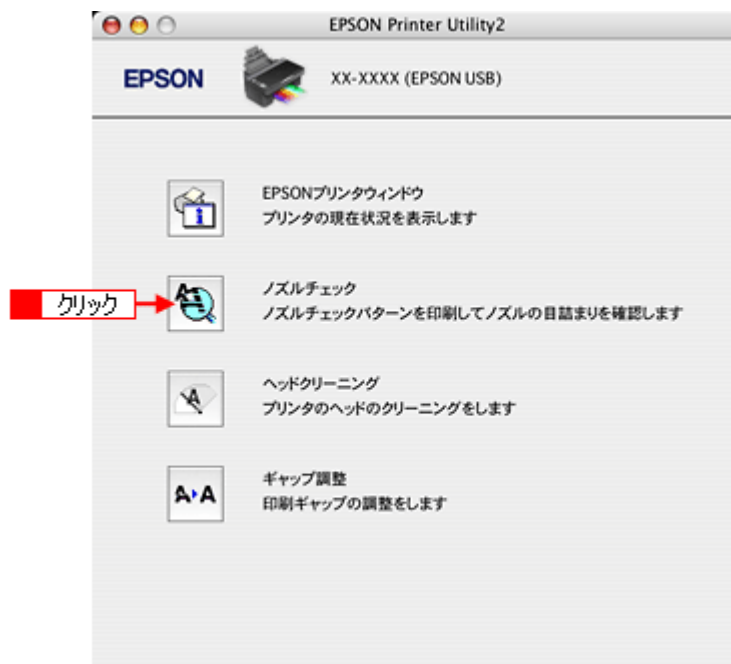 EPSON Printer Utility2
EPSON
XX-XXXX (EPSON USB)
EPSONプリンタウィンドウ
プリンタの現在状況を表示します
クリック
ノズルチェック
ノズルチェックパターンを印刷してノズルの目詰まりを確認します
ヘッドクリーニング
プリンタのヘッドのクリーニングをします
A
A▸A
ギャップ調整
印刷ギャップの調整をします